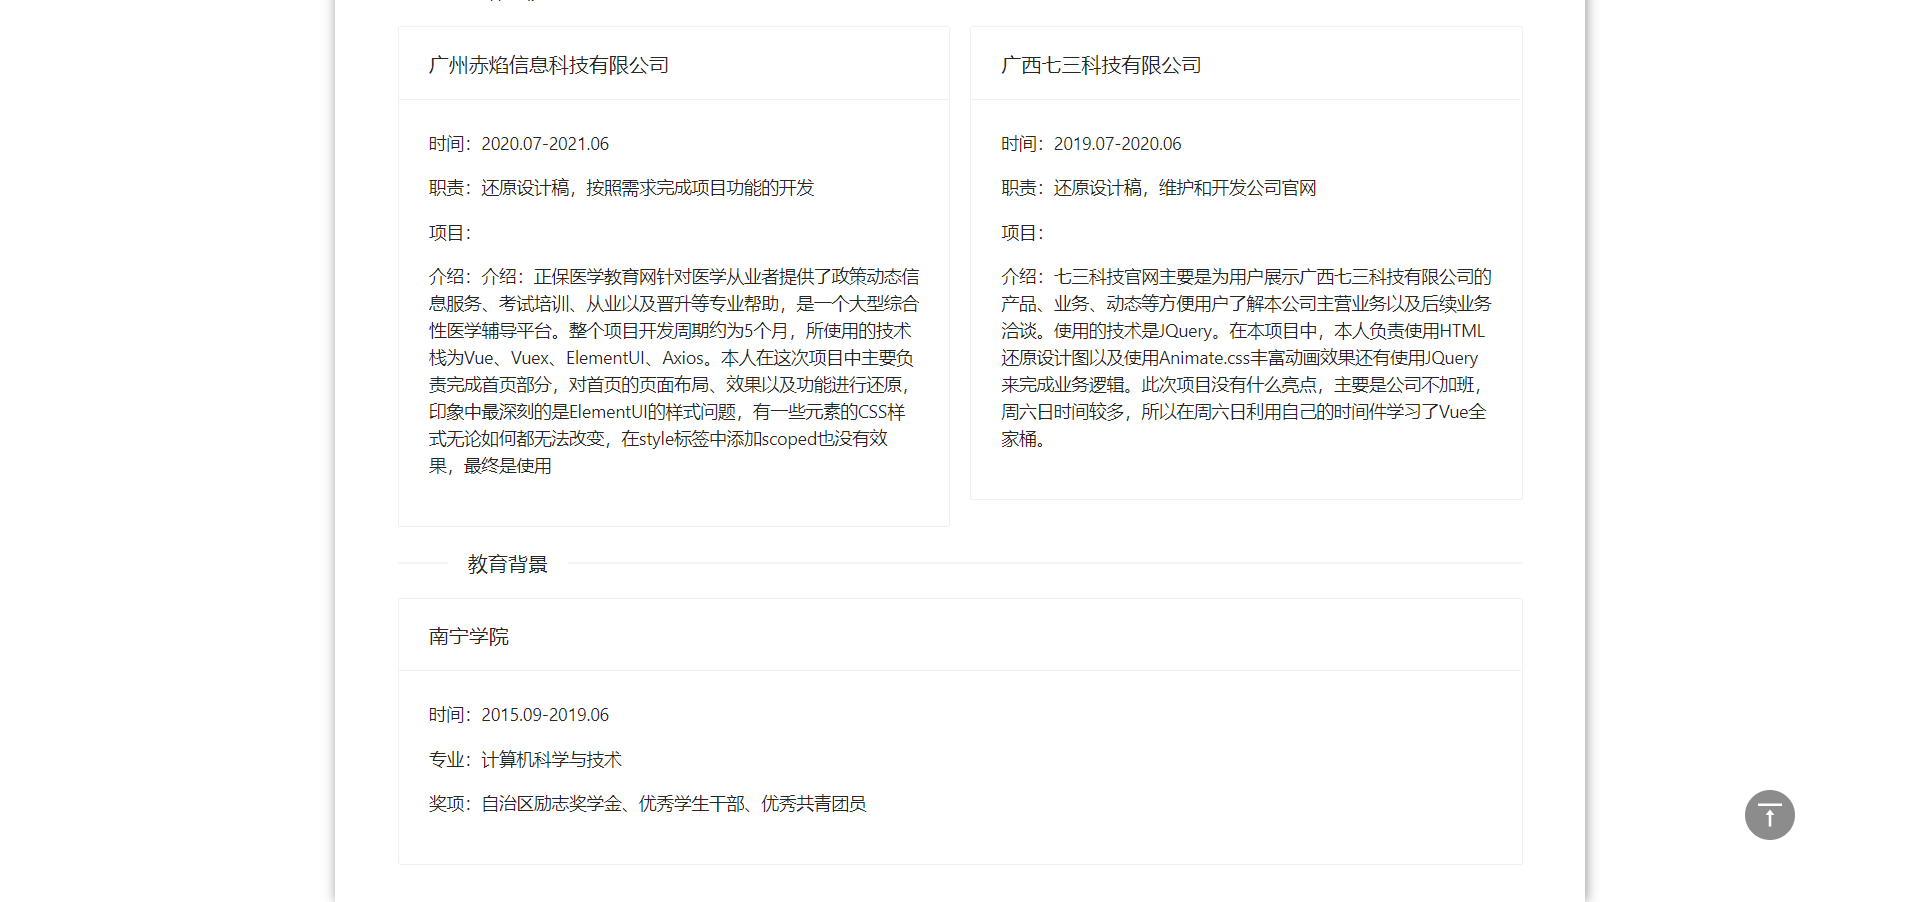 广州赤焰信息科技有限公司
时间：2020.07-2021.06
职责：还原设计稿，按照需求完成项目功能的开发
项目：
介绍：介绍：正保医学教育网针对医学从业者提供了政策动态信
息服务、考试培训、从业以及晋升等专业帮助，是一个大型综合
性医学辅导平台。整个项目开发周期约为5个月，所使用的技术
栈为Vue、Vuex、ElementUI、Axios。本人在这次项目中主要负
责完成首页部分，对首页的页面布局、效果以及功能进行还原，
印象中最深刻的是ElementUI的样式问题，有一些元素的CSS样
式无论如何都无法改变，在style标签中添加scoped也没有效
果，最终是使用
广西七三科技有限公司
时间：2019.07-2020.06
职责：还原设计稿，维护和开发公司官网
项目：
介绍：七三科技官网主要是为用户展示广西七三科技有限公司的
产品、业务、动态等方便用户了解本公司主营业务以及后续业务
洽谈。使用的技术是JQuery。在本项目中，本人负责使用HTML
还原设计图以及使用Animate.css丰富动画效果还有使用JQuery
来完成业务逻辑。此次项目没有什么亮点，主要是公司不加班，
周六日时间较多，所以在周六日利用自己的时间件学习了Vue全
家桶。
教育背景
南宁学院
时间：2015.09-2019.06
专业：计算机科学与技术
奖项：自治区励志奖学金、优秀学生干部、优秀共青团员